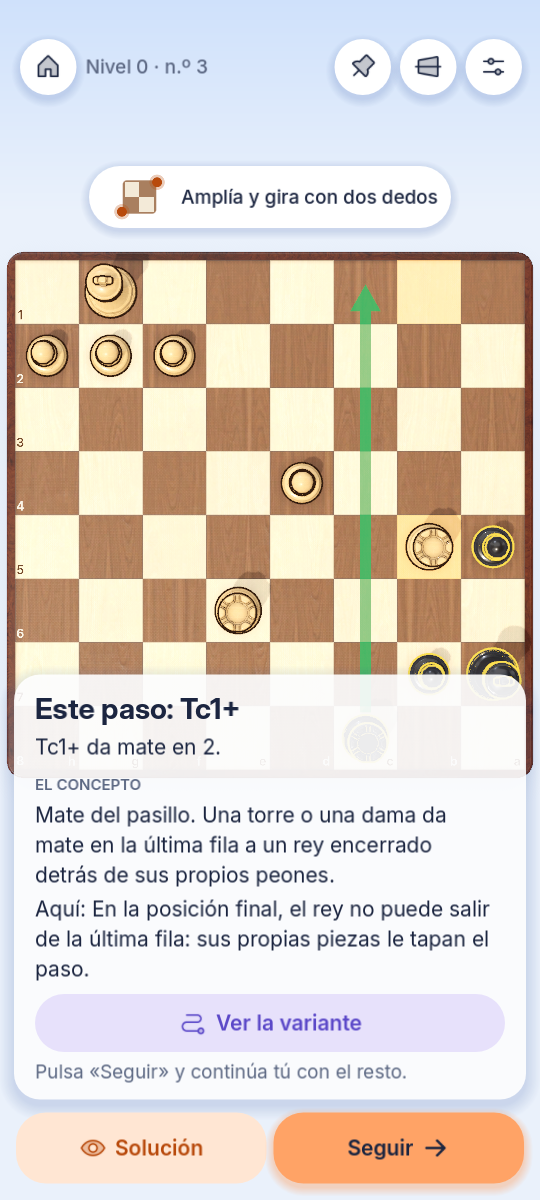 Nivel 0 · n.º 3
Amplía y gira con dos dedos
1
2
3
4
5
6
Este paso: Tc1+
Tc1+ da mate en 2.
EL CONCEPTO
Mate del pasillo. Una torre o una dama da
mate en la última fila a un rey encerrado
detrás de sus propios peones.
Aquí: En la posición final, el rey no puede salir
de la última fila: sus propias piezas le tapan el
paso.
Ver la variante
Pulsa «Seguir» y continúa tú con el resto.
Solución
Seguir